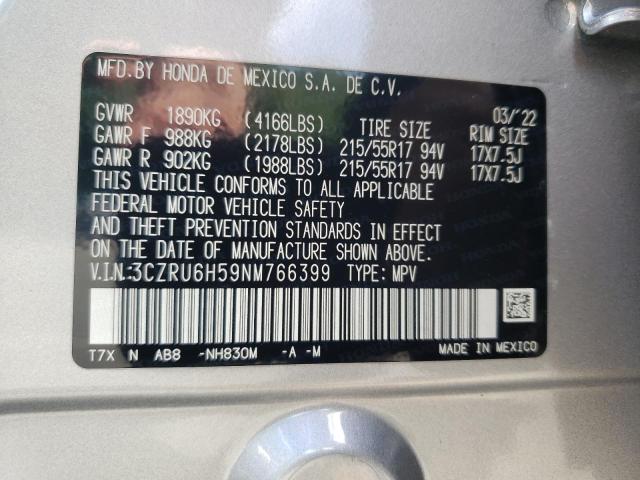 MFD.BY HONDA DE MEXICO S.A. DE C.V.
03/'22
GVWR 1890KG (4166LBS) TIRE SIZE RIM SIZE
GAWR F 988KG (2178LBS) 215/55R17 94V 17X7.5J
GAWR R 902KG (1988LBS) 215/55R17 94V 17X7.5J
THIS VEHICLE CONFORMS TO ALL APPLICABLE
FEDERAL MOTOR VEHICLE SAFETY
AND THEFT PREVENTION STANDARDS IN EFFECT
ON THE DATE OF MANUFACTURE SHOWN ABOVE.
V.I.N.:3CZRU6H59NM766399 TYPE: MPV
T7X N AB8 -NH830M -A -M
MADE IN MEXICO